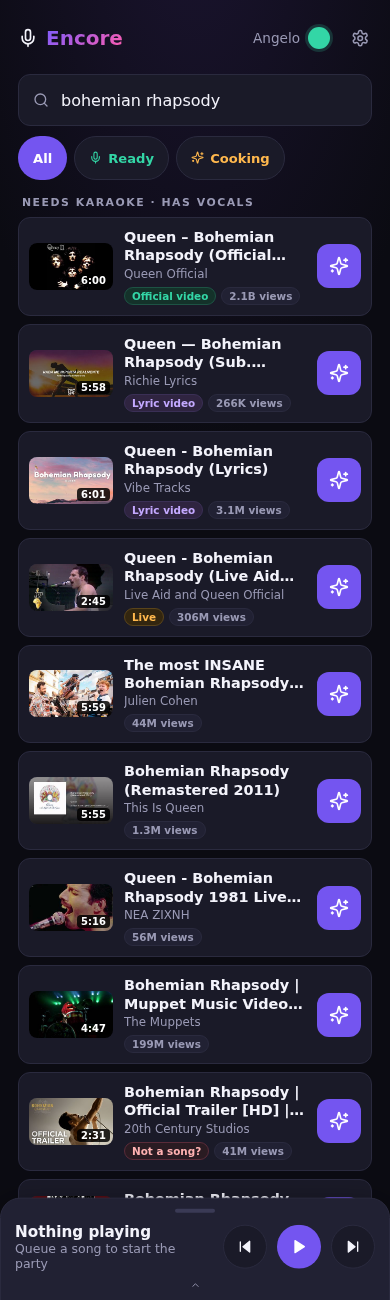 Encore
Angelo
bohemian rhapsody
All
Ready
Cooking
NEEDS KARAOKE · HAS VOCALS
6:00
Queen – Bohemian
Rhapsody (Official…
Queen Official
Official video
2.1B views
5:58
Queen — Bohemian
Rhapsody (Sub.…
Richie Lyrics
Lyric video
266K views
Bohemian Rhapsody
6:01
Queen - Bohemian
Rhapsody (Lyrics)
Vibe Tracks
Lyric video
3.1M views
2:45
Queen - Bohemian
Rhapsody (Live Aid…
Live Aid and Queen Official
Live
306M views
5:59
The most INSANE
Bohemian Rhapsody…
Julien Cohen
44M views
5:55
Bohemian Rhapsody
(Remastered 2011)
This Is Queen
1.3M views
5:16
Queen - Bohemian
Rhapsody 1981 Live…
NEA ZIXNH
56M views
4:47
Bohemian Rhapsody |
Muppet Music Video…
The Muppets
199M views
OFFICIAL
TRAILER
2:31
Bohemian Rhapsody |
Official Trailer [HD] |…
20th Century Studios
Not a song?
41M views
Bohemian Rhapsody
Nothing playing
Queue a song to start the
party